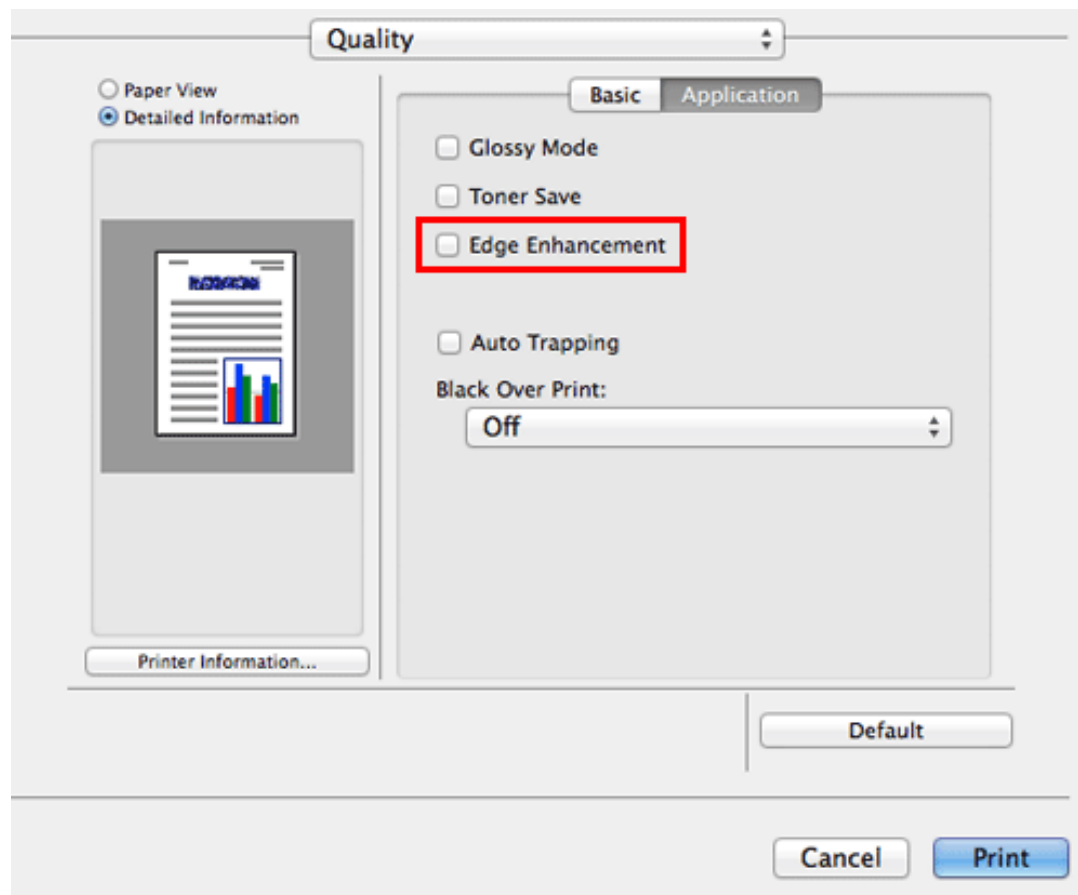 Quality
Paper View
Detailed Information
Printer Information...
Basic Application
Glossy Mode
Toner Save
Edge Enhancement
Auto Trapping
Black Over Print:
Off
Default
Cancel Print